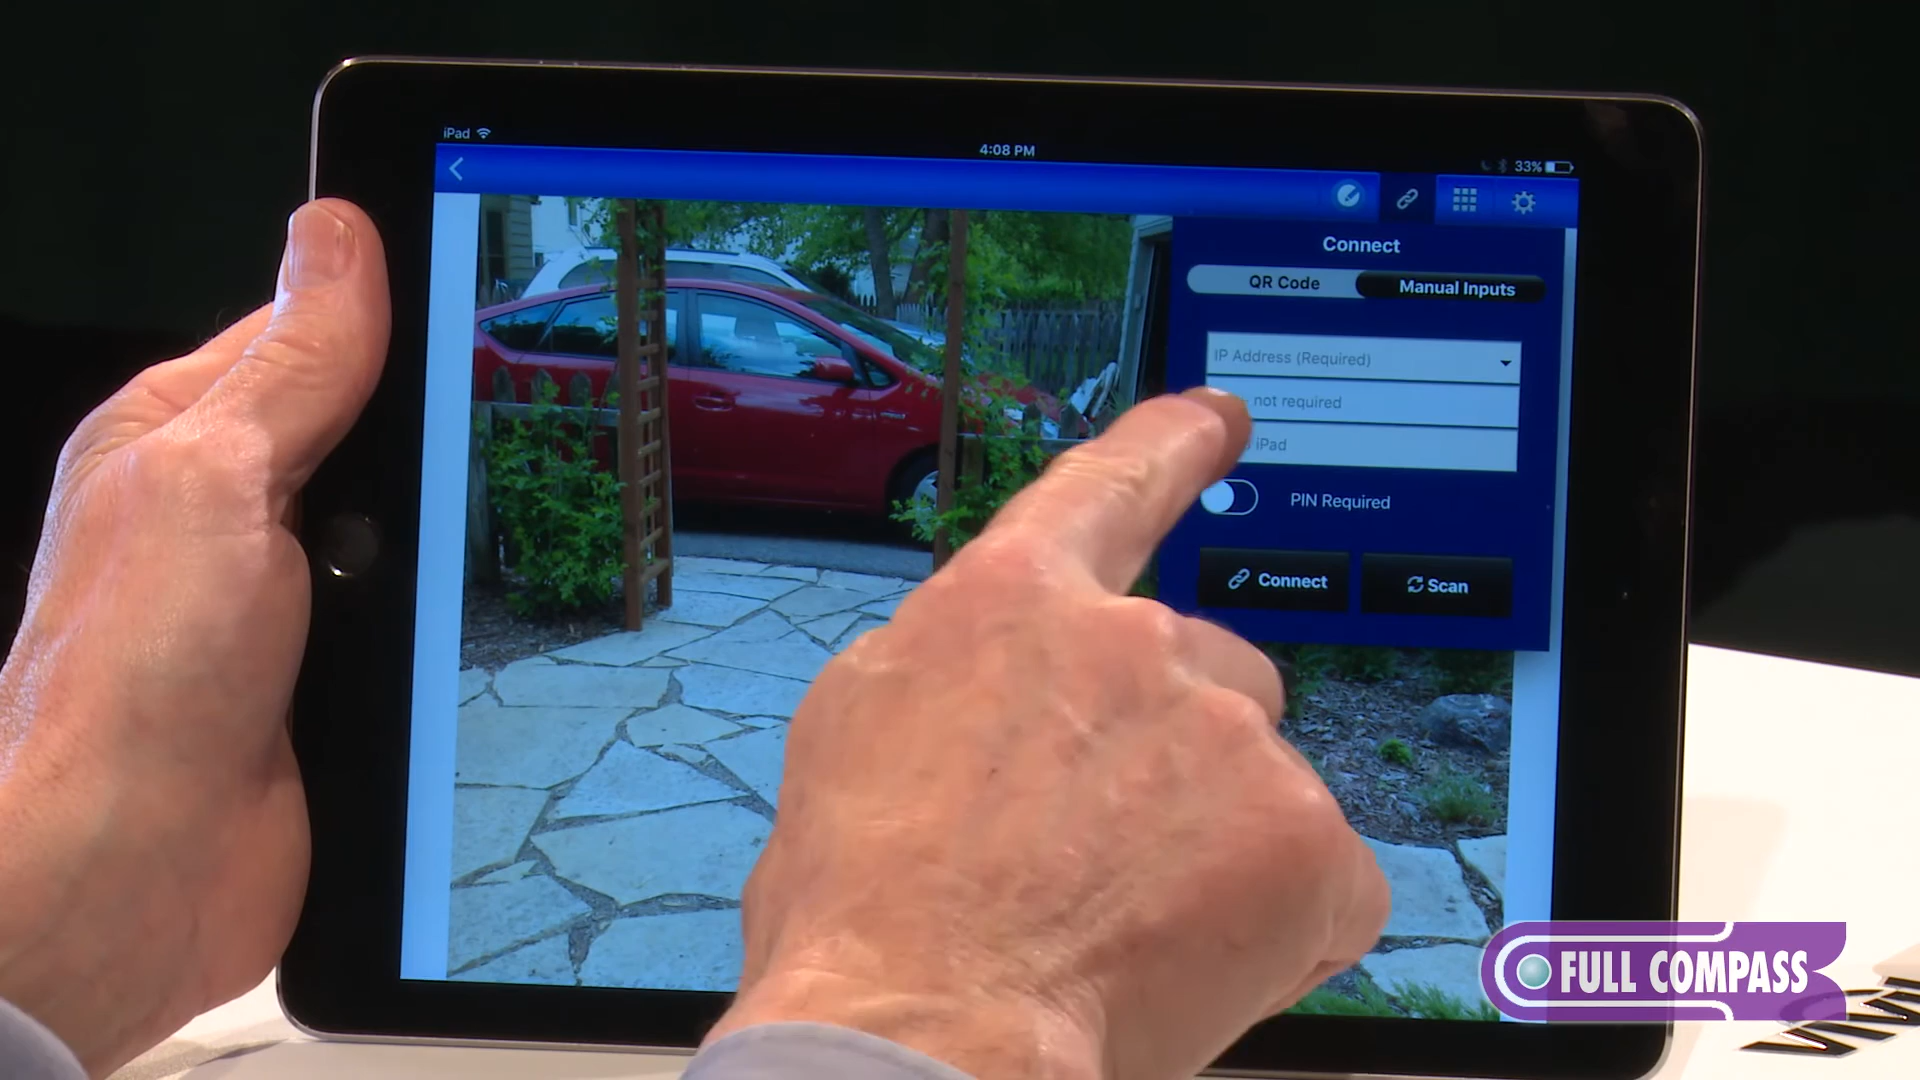 iPad
4:08 PM
33%
Connect
QR Code
Manual Inputs
IP Address (Required)
not required
iPad
PIN Required
Connect
Scan
FULL COMPASS